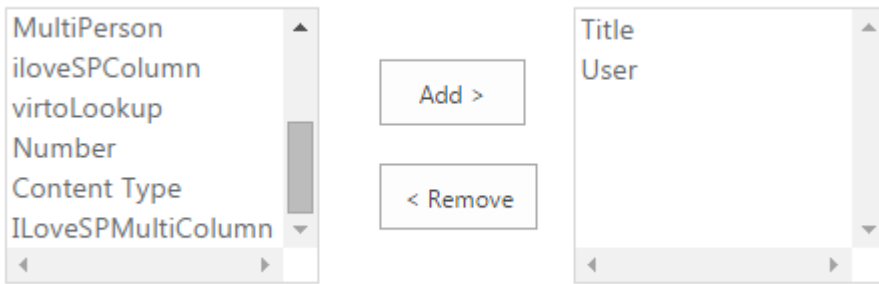 MultiPerson
iloveSPColumn
virtoLookup
Number
Content Type
ILoveSPMultiColumn
Add >
< Remove
Title
User